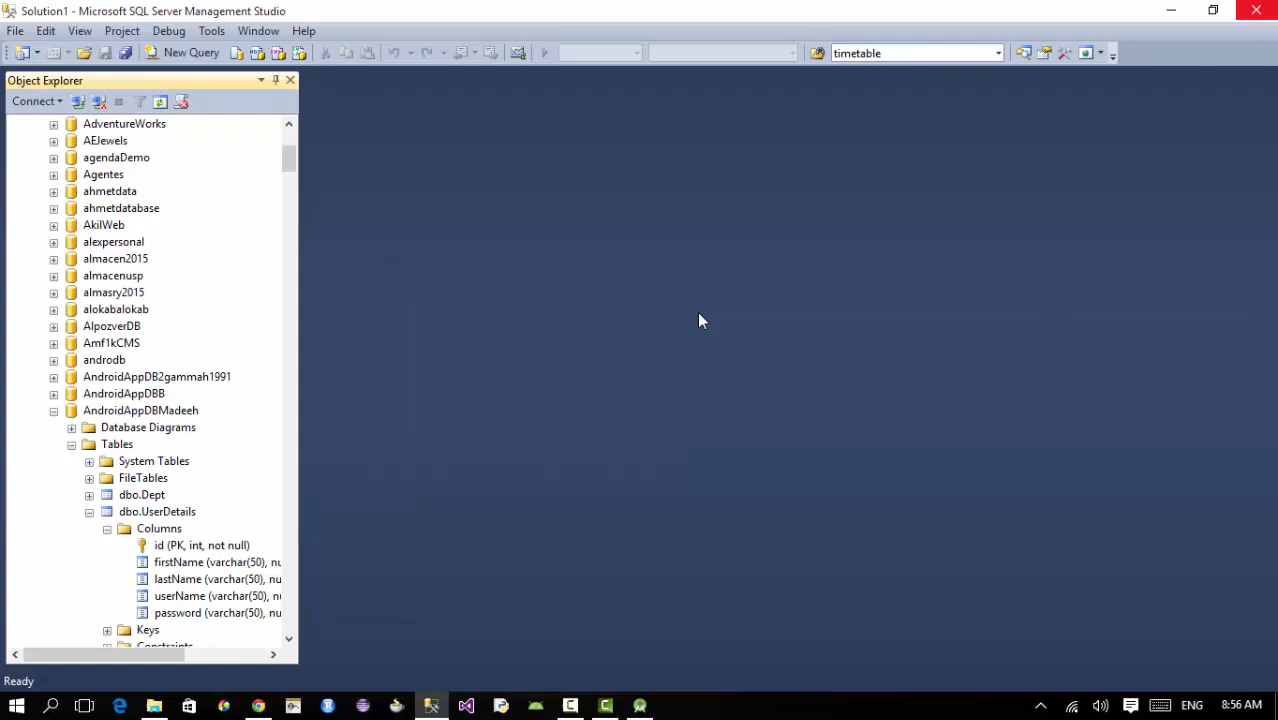 Solution1 - Microsoft SQL Server Management Studio
File Edit View Project Debug Tools Window Help
New Query timetable
Object Explorer
Connect
AdventureWorks
AEJewels
agendaDemo
Agentes
ahmetdata
ahmetdatabase
AkilWeb
alexpersonal
almacen2015
almacenusp
almasry2015
alokabalokab
AlpozverDB
Amf1kCMS
androdb
AndroidAppDB2gammah1991
AndroidAppDBB
AndroidAppDBMadeeh
Database Diagrams
Tables
System Tables
FileTables
dbo.Dept
dbo.UserDetails
Columns
id (PK, int, not null)
firstName (varchar(50), nu
lastName (varchar(50), nu
userName (varchar(50), nu
password (varchar(50), nu
Keys
Constraints
Ready
ENG 8:56 AM